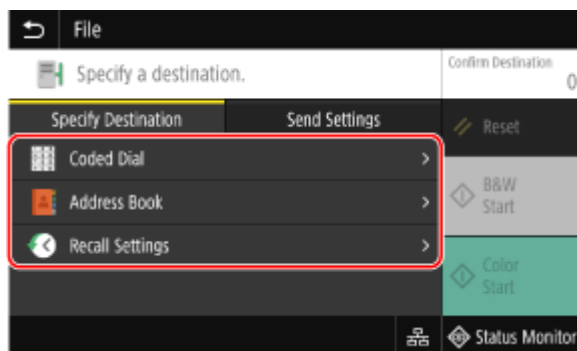 File
Specify a destination.
Confirm Destination
0
Specify Destination
Send Settings
Reset
Coded Dial
B&W
Start
Address Book
Recall Settings
Color
Start
Status Monitor